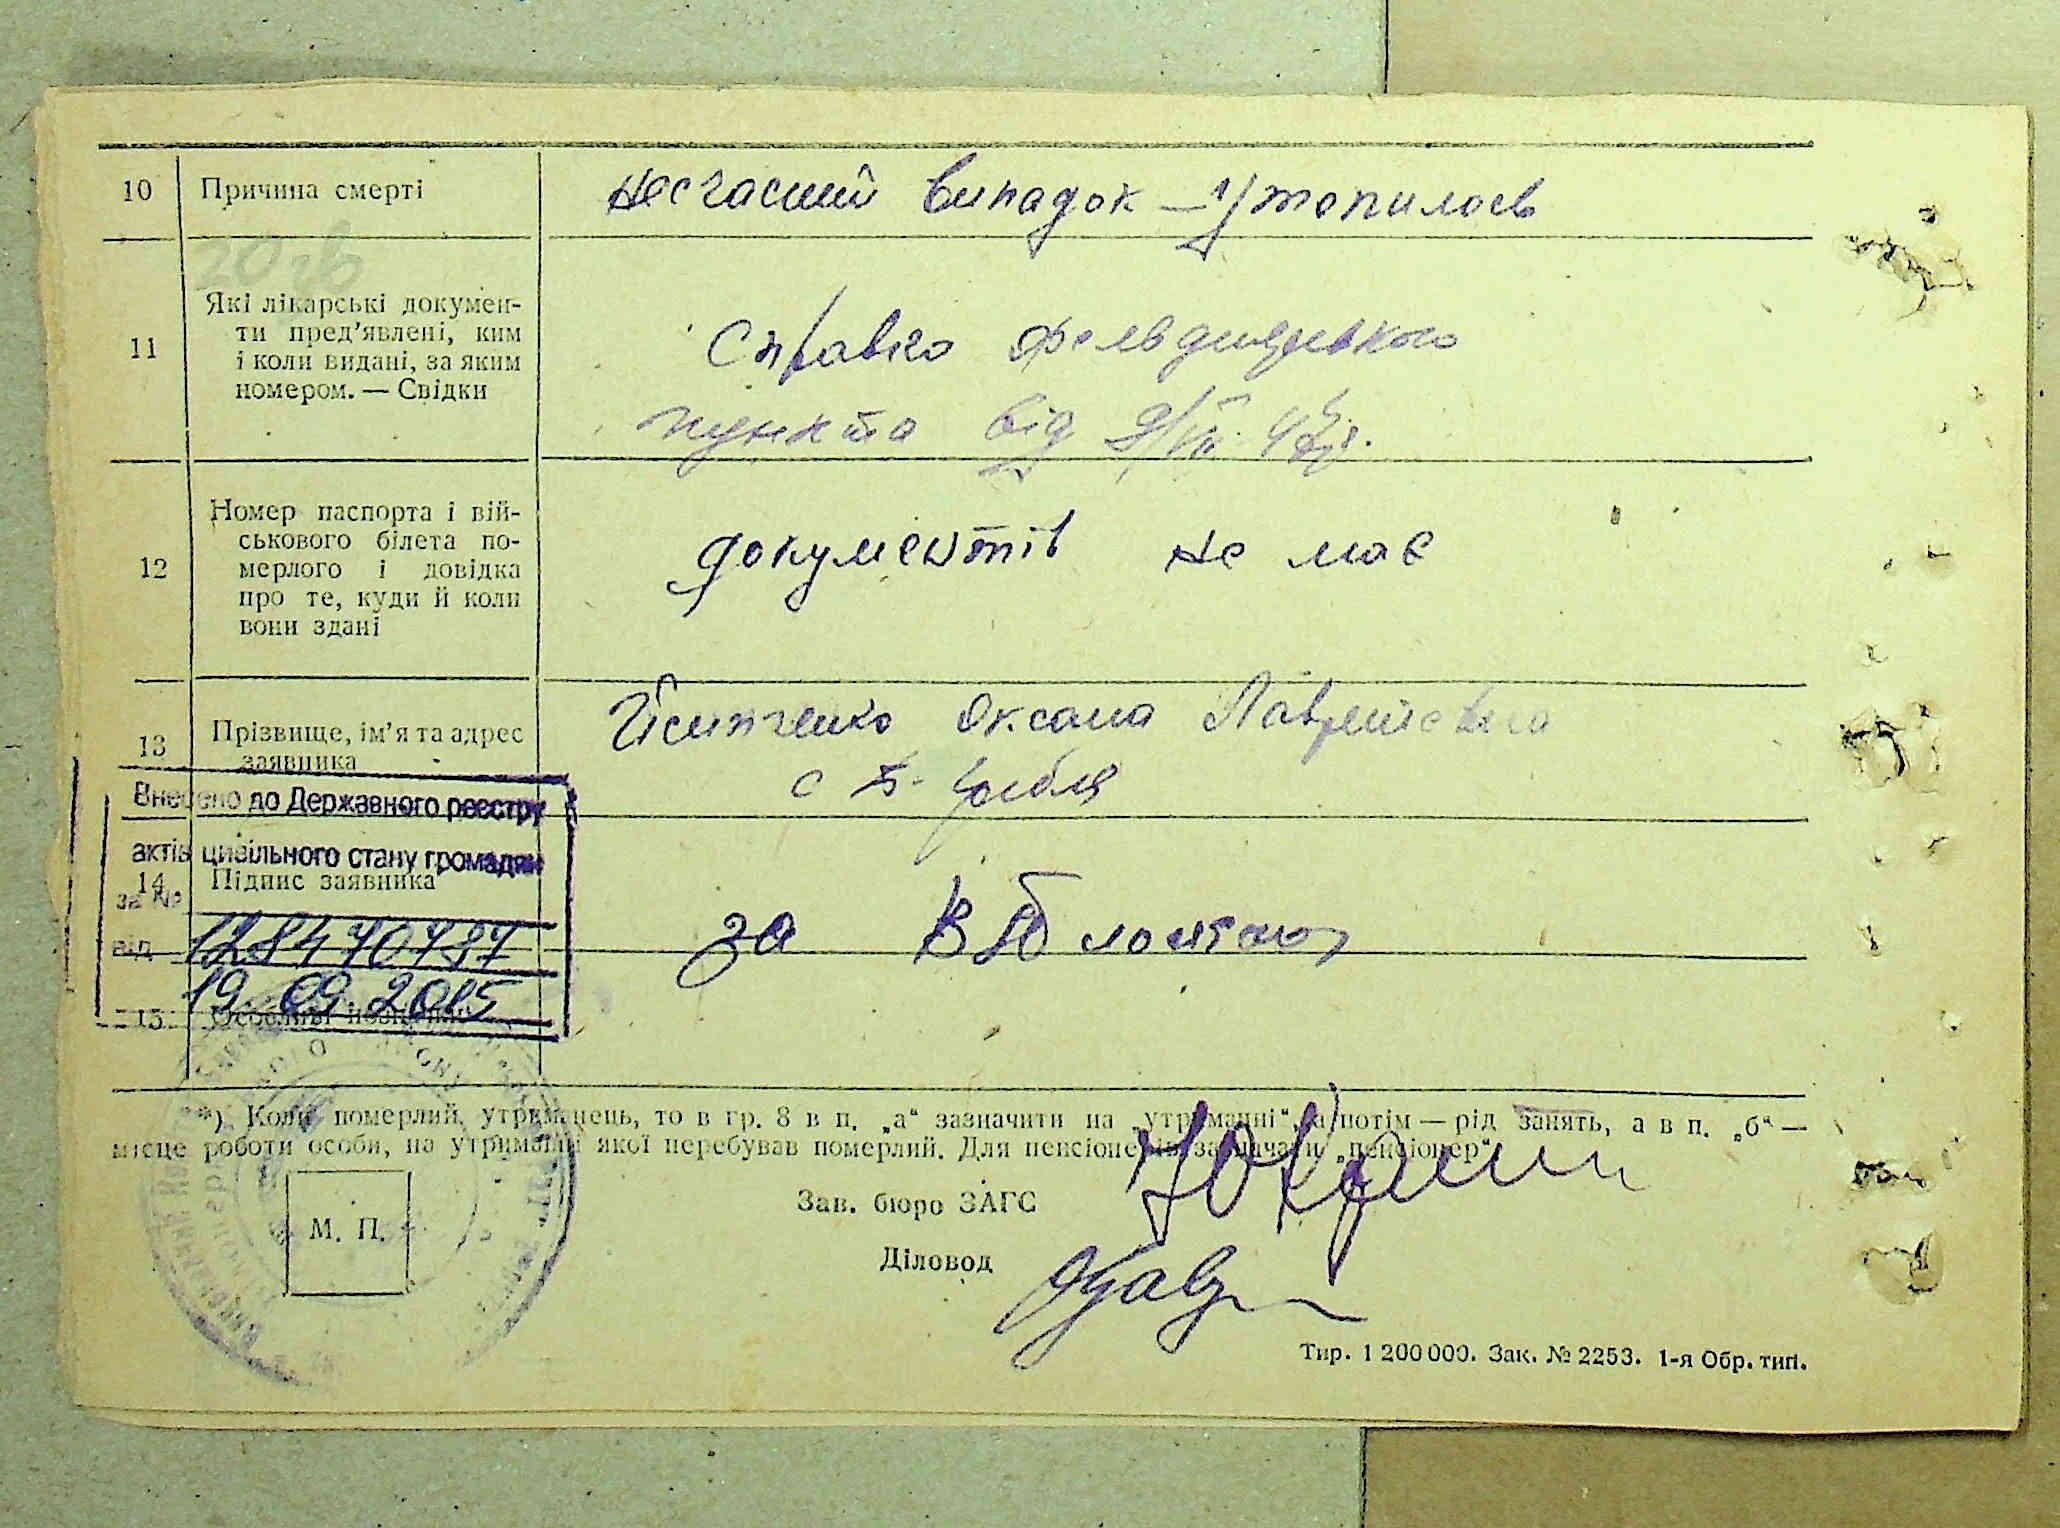 10 Причина смерті
Несчасний випадок — утопилась
11 Які лікарські докумен-
ти пред’явлені, ким
і коли видані, за яким
номером. — Свідки
Справка
пункта від
12 Номер паспорта і вій-
ськового білета по-
мерлого і довідка
про те, куди й коли
вони здані
документів не має
13 Прізвище, ім’я та адрес
заявника
Оксана
с
Внесено до Державного реєстру
актів цивільного стану громадян
14. Підпис заявника
за
за №
128470787
від
19.09.2015
15.
*) Коли померлий, утриманець, то в гр. 8 в п. „а“ зазначити на „утриманні“, а потім — рід занять, а в п. „б“ —
місце роботи особи, на утриманні якої перебував померлий. Для пенсіонерів зазначати „пенсіонер“
Зав. бюро ЗАГС
М. П.
Діловод
Тир. 1 200 000. Зак. № 2253. 1-я Обр. тип.